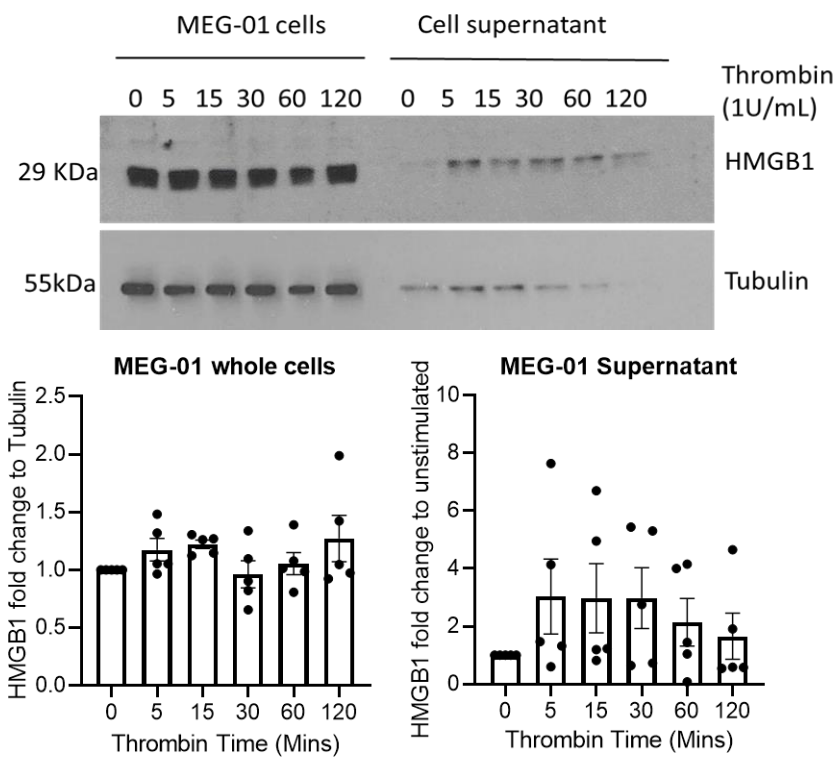 MEG-01 cells Cell supernatant
0 5 15 30 60 120 0 5 15 30 60 120
Thrombin
(1U/mL)
29 KDa
HMGB1
55kDa
Tubulin
MEG-01 whole cells
HMGB1 fold change to Tubulin
2.5
2.0
1.5
1.0
0.5
0.0
0 5 15 30 60 120
Thrombin Time (Mins)
MEG-01 Supernatant
HMGB1 fold change to unstimulated
10
8
6
4
2
0
0 5 15 30 60 120
Thrombin Time (Mins)